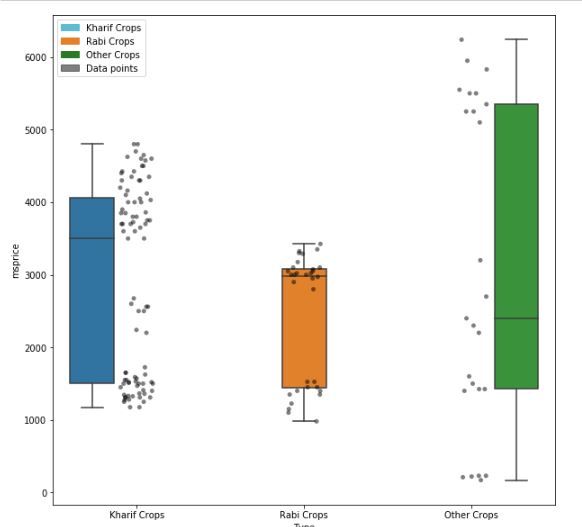 Kharif Crops
Rabi Crops
Other Crops
Data points
6000
5000
4000
3000
2000
1000
0
msprice
Kharif Crops Rabi Crops Other Crops
Type